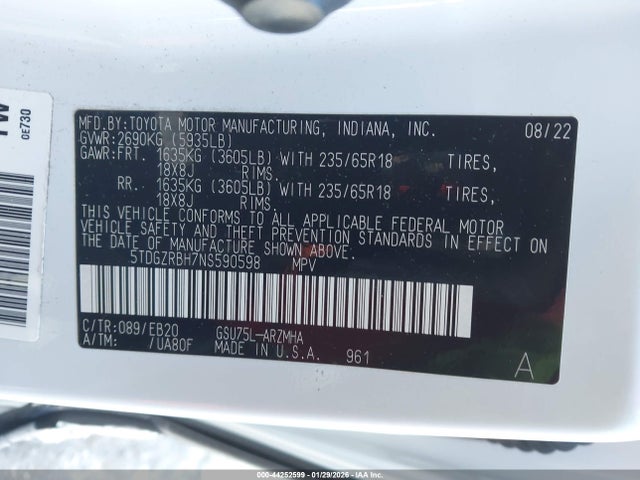 MFD.BY:TOYOTA MOTOR MANUFACTURING, INDIANA, INC. 08/22
GVWR:2690KG (5935LB)
GAWR:FRT. 1635KG (3605LB) WITH 235/65R18 TIRES,
18X8J RIMS.
RR. 1635KG (3605LB) WITH 235/65R18 TIRES,
18X8J RIMS.
THIS VEHICLE CONFORMS TO ALL APPLICABLE FEDERAL MOTOR
VEHICLE SAFETY AND THEFT PREVENTION STANDARDS IN EFFECT ON
THE DATE OF MANUFACTURE SHOWN ABOVE.
5TDGZRBH7NS590598 MPV
C/TR:089/EB20 GSU75L-ARZMHA
A/TM: /UA80F MADE IN U.S.A. 961
A
0E730
000-44252599 | 01/29/2026 - IAAI.COM